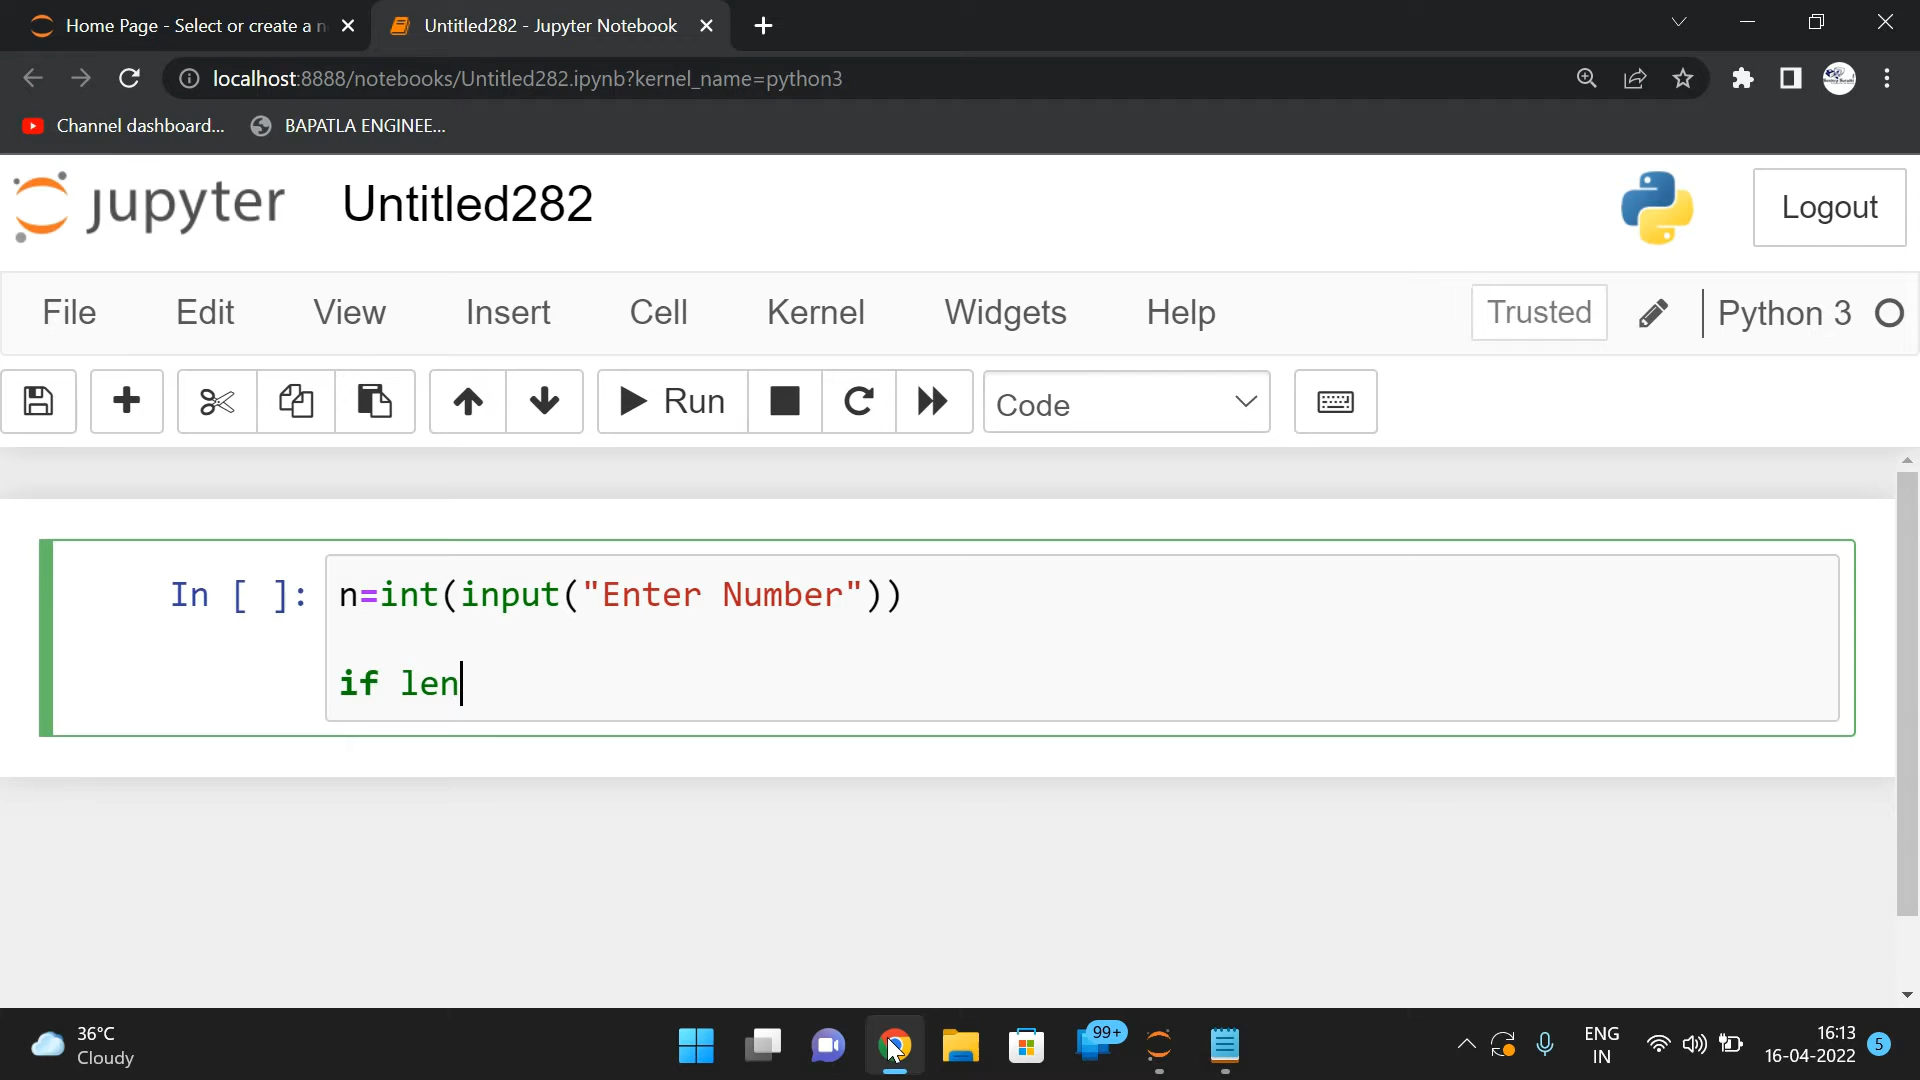 Home Page - Select or create a n
Untitled282 - Jupyter Notebook
localhost:8888/notebooks/Untitled282.ipynb?kernel_name=python3
Channel dashboard...
BAPATLA ENGINEE...
jupyter
Untitled282
Logout
File Edit View Insert Cell Kernel Widgets Help
Trusted
Python 3
Run
Code
In [ ]:
n=int(input("Enter Number"))
if len
36°C
Cloudy
99+
ENG
IN
16:13
16-04-2022
5